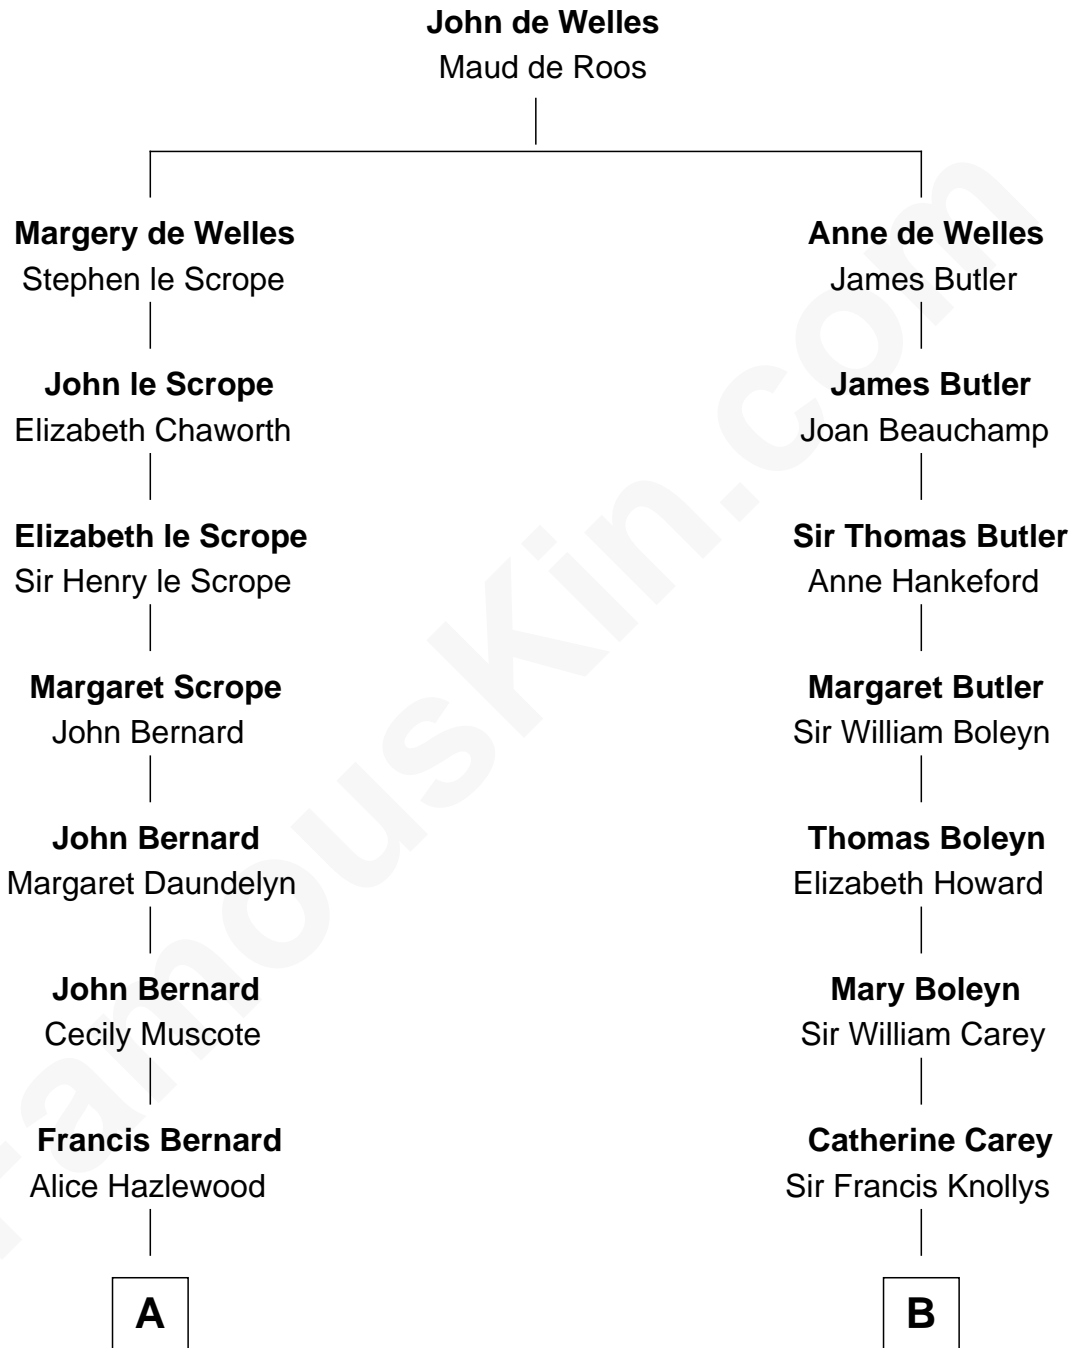 John de Welles
Maud de Roos
Margery de Welles
Stephen le Scrope
John le Scrope
Elizabeth Chaworth
Elizabeth le Scrope
Sir Henry le Scrope
Margaret Scrope
John Bernard
John Bernard
Margaret Daundelyn
John Bernard
Cecily Muscote
Francis Bernard
Alice Hazlewood
A
Anne de Welles
James Butler
James Butler
Joan Beauchamp
Sir Thomas Butler
Anne Hankeford
Margaret Butler
Sir William Boleyn
Thomas Boleyn
Elizabeth Howard
Mary Boleyn
Sir William Carey
Catherine Carey
Sir Francis Knollys
B
FamousKin.com